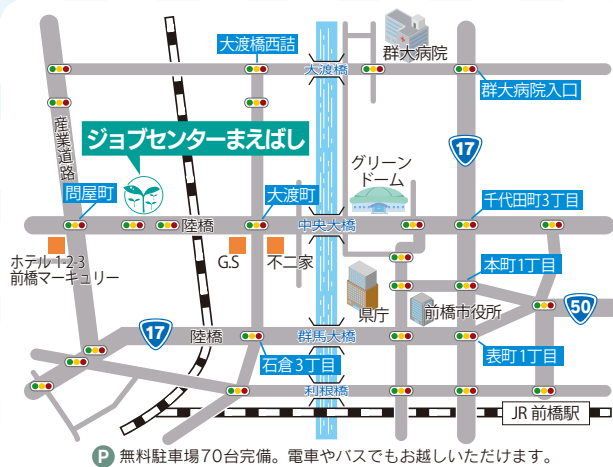 大渡橋西詰
群大病院
大渡橋
群大病院入口
産業道路
ジョブセンターまえばし
17
グリーン
ドーム
問屋町
大渡町
千代田町3丁目
陸橋
中央大橋
ホテル 1-2-3
前橋マーキュリー
G.S
不二家
本町1丁目
県庁
前橋市役所
50
17
陸橋
群馬大橋
表町1丁目
石倉3丁目
利根橋
JR 前橋駅
P 無料駐車場70台完備。電車やバスでもお越しいただけます。